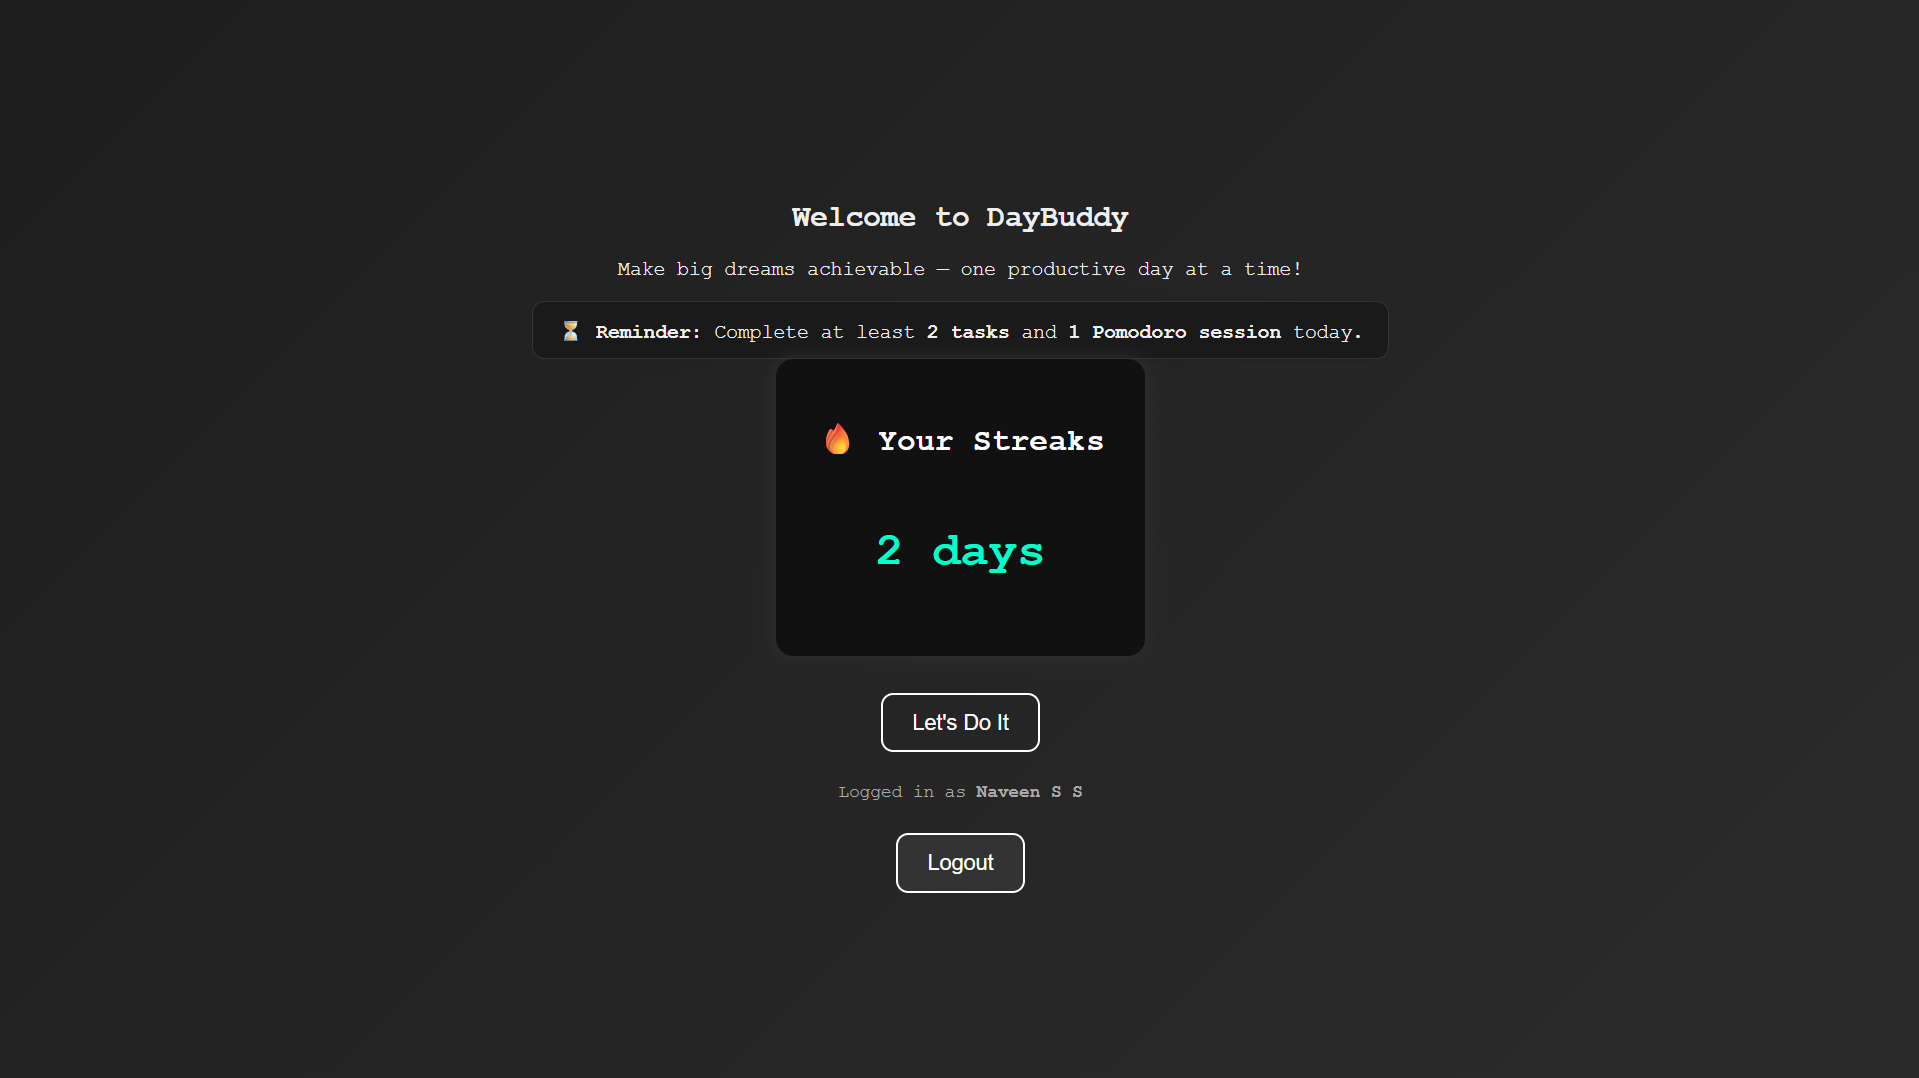 Welcome to DayBuddy
Make big dreams achievable — one productive day at a time!
⏳ Reminder: Complete at least 2 tasks and 1 Pomodoro session today.
🔥 Your Streaks
2 days
Let's Do It
Logged in as Naveen S S
Logout